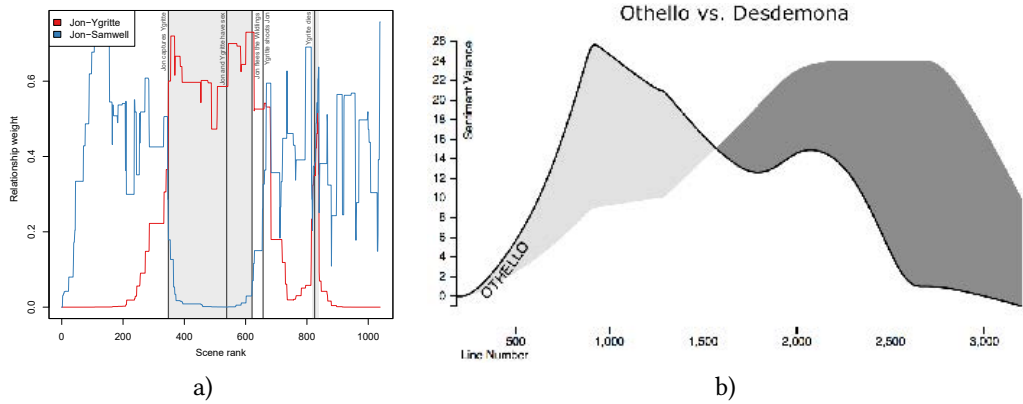 Jon-Ygritte
Jon-Samwell
Jon captures Ygritte
Jon and Ygritte have sex
Jon flees the Wildlings
Ygritte shoots Jon
Ygritte dies
Relationship weight
0.6
0.4
0.2
0.0
0 200 400 600 800 1000
Scene rank
a)
Othello vs. Desdemona
Sentiment Valance
25
24
22
20
18
16
15
14
12
10
8
6
4
2
0
OTHELLO
500 1,000 1,500 2,000 2,500 3,000
Line Number
b)